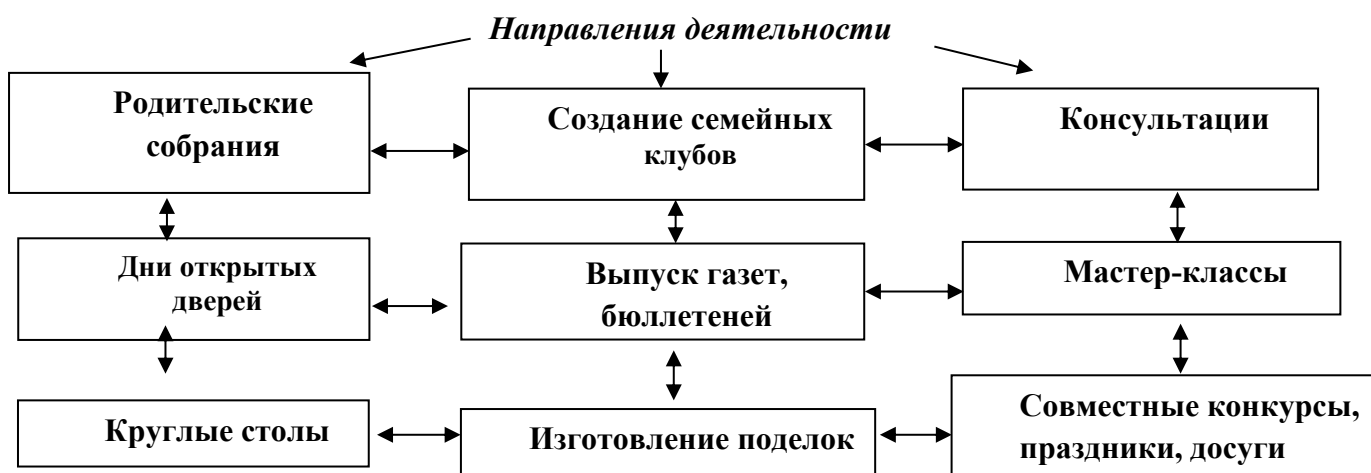 Направления деятельности
Родительские
собрания
Создание семейных
клубов
Консультации
Дни открытых
дверей
Выпуск газет,
бюллетеней
Мастер-классы
Круглые столы
Изготовление поделок
Совместные конкурсы,
праздники, досуги